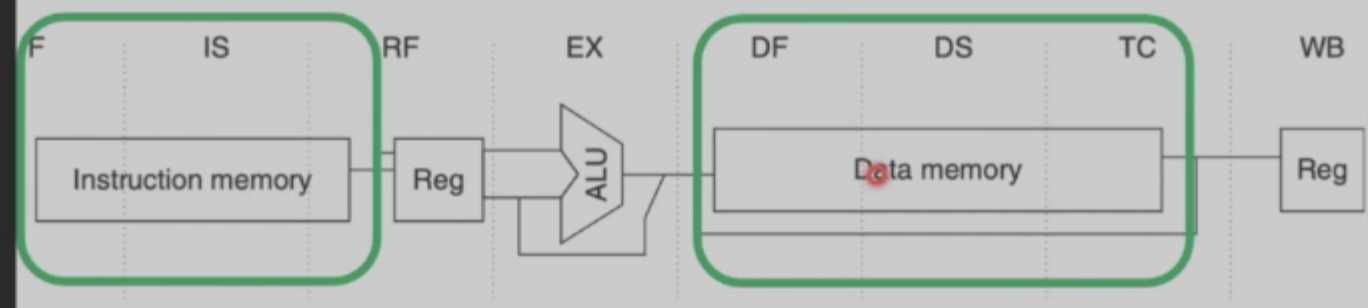 F IS RF EX DF DS TC WB
Instruction memory Reg ALU Data memory Reg